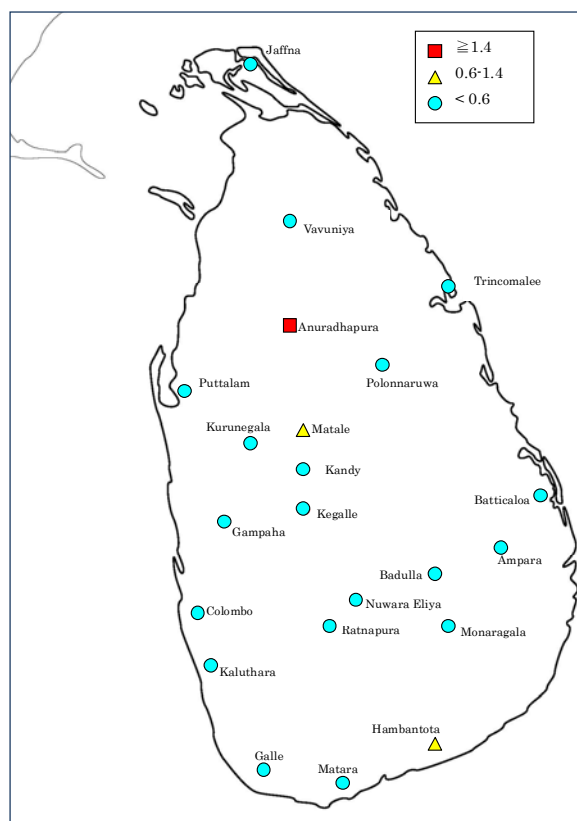 Jaffna
≧1.4
0.6-1.4
< 0.6
Vavuniya
Trincomalee
Anuradhapura
Polonnaruwa
Puttalam
Kurunegala
Matale
Kandy
Batticaloa
Kegalle
Gampaha
Ampara
Badulla
Nuwara Eliya
Colombo
Ratnapura
Monaragala
Kaluthara
Hambantota
Galle
Matara